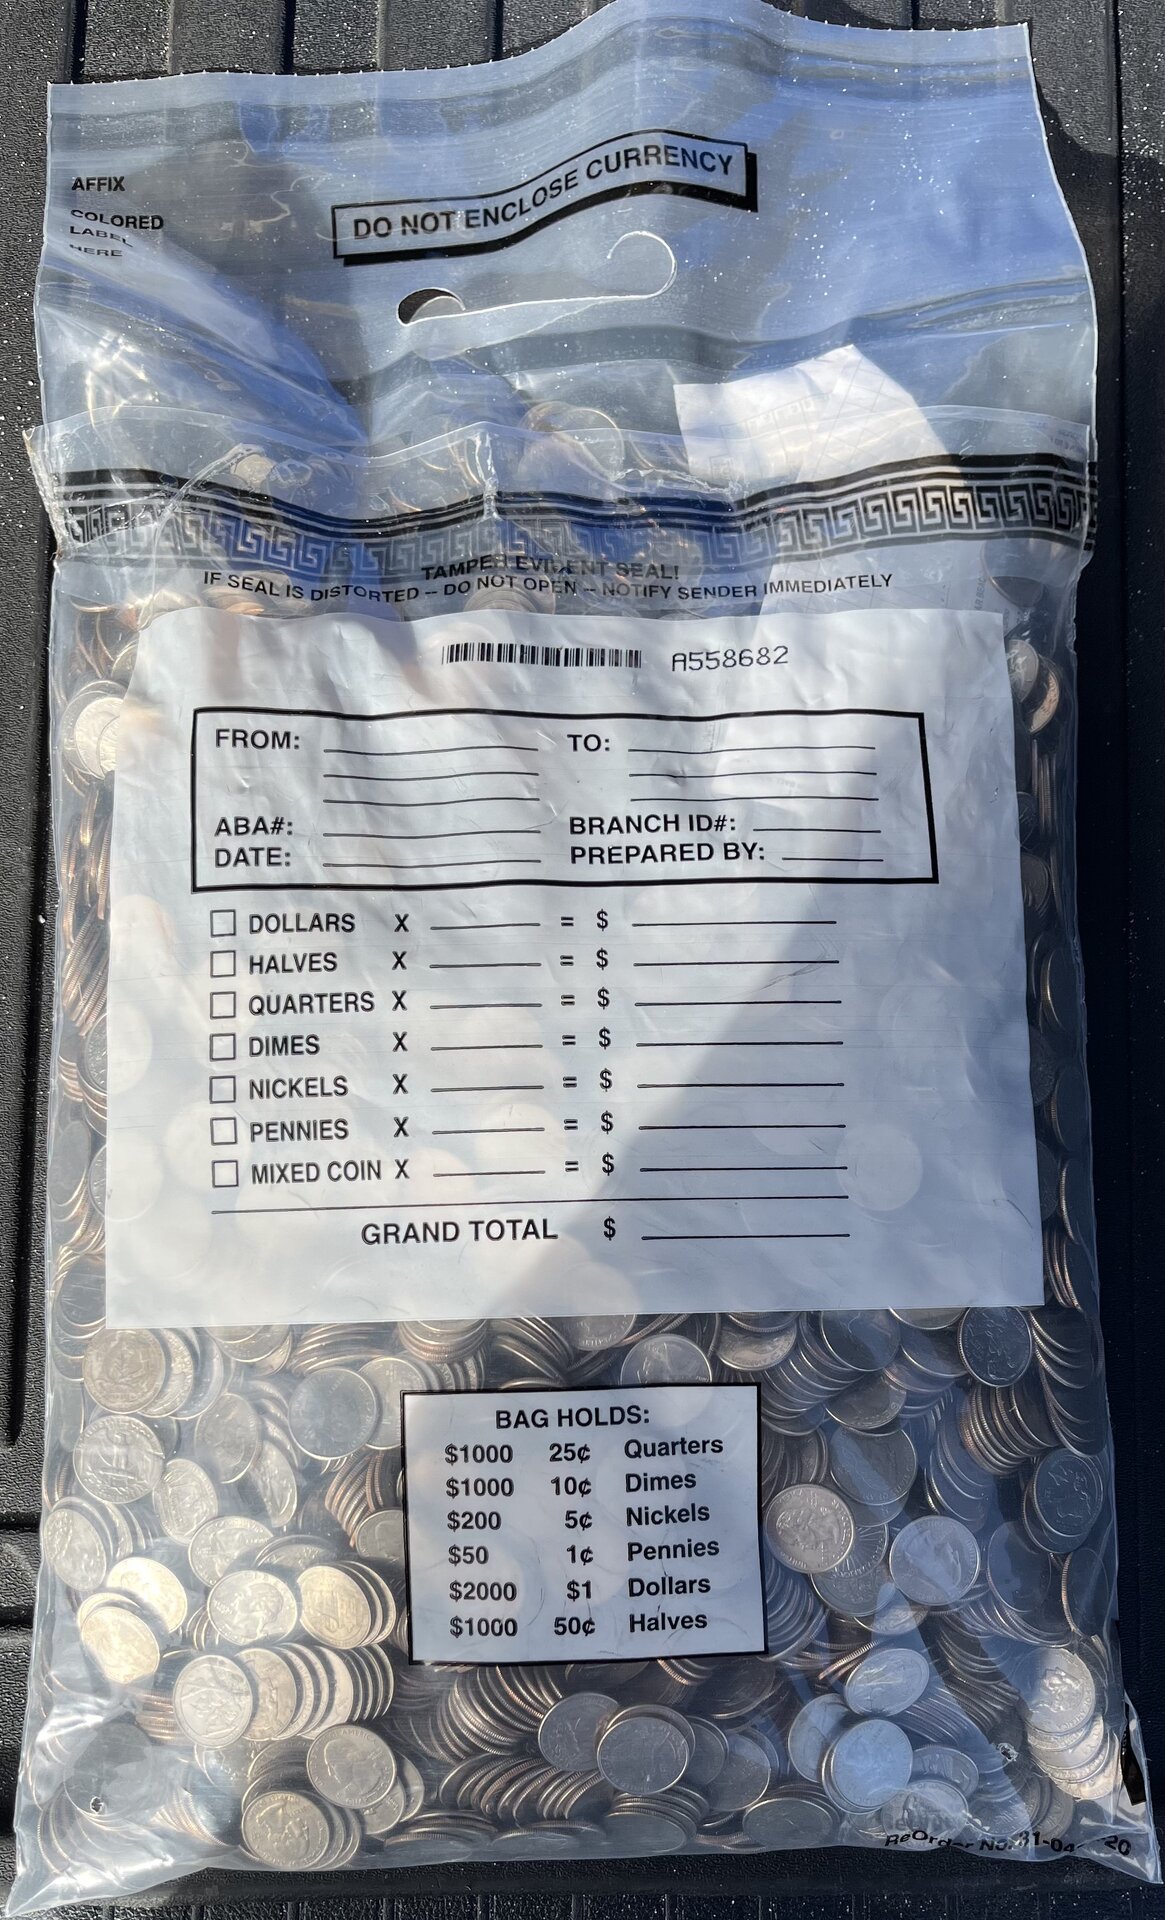 AFFIX
COLORED
LABEL
HERE
DO NOT ENCLOSE CURRENCY
TAMPER EVIDENT SEAL!
IF SEAL IS DISTORTED -- DO NOT OPEN -- NOTIFY SENDER IMMEDIATELY
A558682
FROM: TO:
ABA#: BRANCH ID#:
DATE: PREPARED BY:
DOLLARS X = $
HALVES X = $
QUARTERS X = $
DIMES X = $
NICKELS X = $
PENNIES X = $
MIXED COIN X = $
GRAND TOTAL $
BAG HOLDS:
$1000 25¢ Quarters
$1000 10¢ Dimes
$200 5¢ Nickels
$50 1¢ Pennies
$2000 $1 Dollars
$1000 50¢ Halves
ReOrder No.